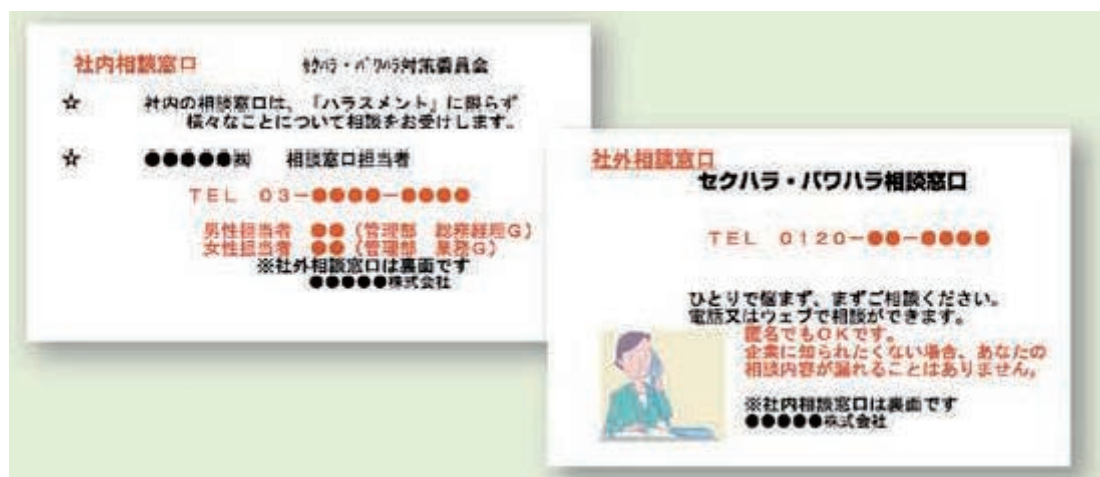 社内相談窓口 セクハラ・パワハラ対策委員会
☆ 社内の相談窓口は、『ハラスメント』に限らず
様々なことについて相談をお受けします。
☆ ●●●●●㈱ 相談窓口担当者
TEL 03-●●●●-●●●●
男性担当者 ●●(管理部 総務経理G)
女性担当者 ●●(管理部 業務G)
※社外相談窓口は裏面です
●●●●●株式会社
社外相談窓口
セクハラ・パワハラ相談窓口
TEL 0120-●●-●●●●
ひとりで悩まず、まずご相談ください。
電話又はウェブで相談ができます。
匿名でもOKです。
企業に知られたくない場合、あなたの
相談内容が漏れることはありません。
※社内相談窓口は裏面です
●●●●●株式会社